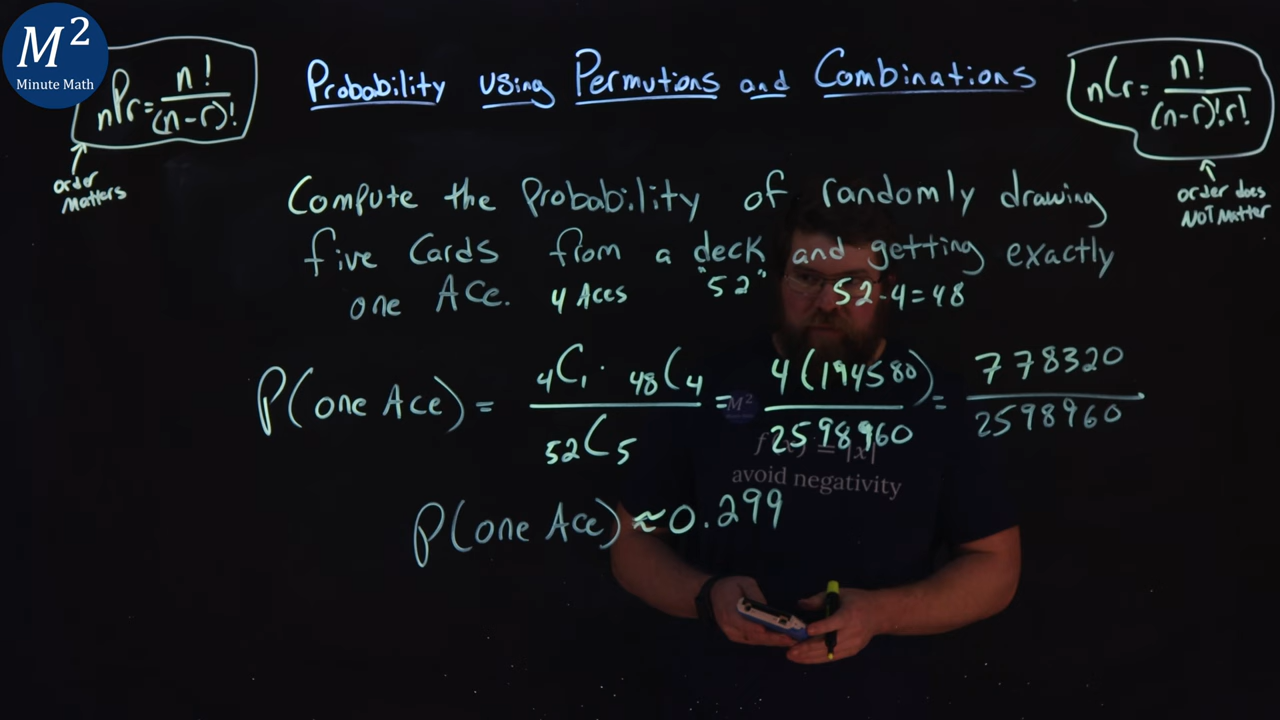 M²
Minute Math
nPr = n! / (n-r)!
order
Matters
Probability using Permutions and Combinations
nCr = n! / (n-r)!·r!
order does
NOT Matter
Compute the Probability of randomly drawing
five Cards from a deck and getting exactly
one Ace. 4 Aces "52" 52-4=48
P(one Ace) = 4C1 · 48C4 / 52C5 = 4(194580) / 2598960 = 778320 / 2598960
M²
f(x) = |x|
avoid negativity
P(one Ace) ≈ 0.299